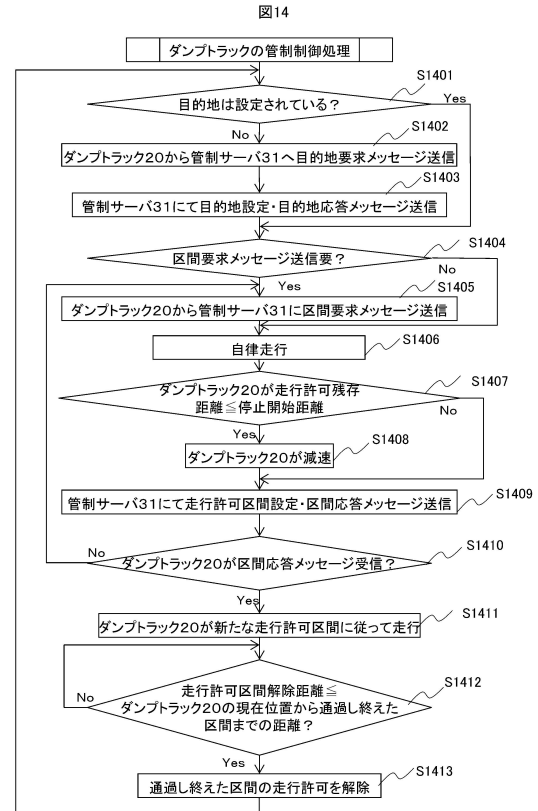 図14
ダンプトラックの管制制御処理
S1401
目的地は設定されている?
Yes
No
S1402
ダンプトラック20から管制サーバ31へ目的地要求メッセージ送信
S1403
管制サーバ31にて目的地設定・目的地応答メッセージ送信
S1404
区間要求メッセージ送信要?
No
Yes
S1405
ダンプトラック20から管制サーバ31に区間要求メッセージ送信
S1406
自律走行
S1407
ダンプトラック20が走行許可残存
距離≦停止開始距離
No
Yes
S1408
ダンプトラック20が減速
S1409
管制サーバ31にて走行許可区間設定・区間応答メッセージ送信
S1410
No
ダンプトラック20が区間応答メッセージ受信?
Yes
S1411
ダンプトラック20が新たな走行許可区間に従って走行
S1412
走行許可区間解除距離≦
No
ダンプトラック20の現在位置から通過し終えた
区間までの距離?
Yes
S1413
通過し終えた区間の走行許可を解除